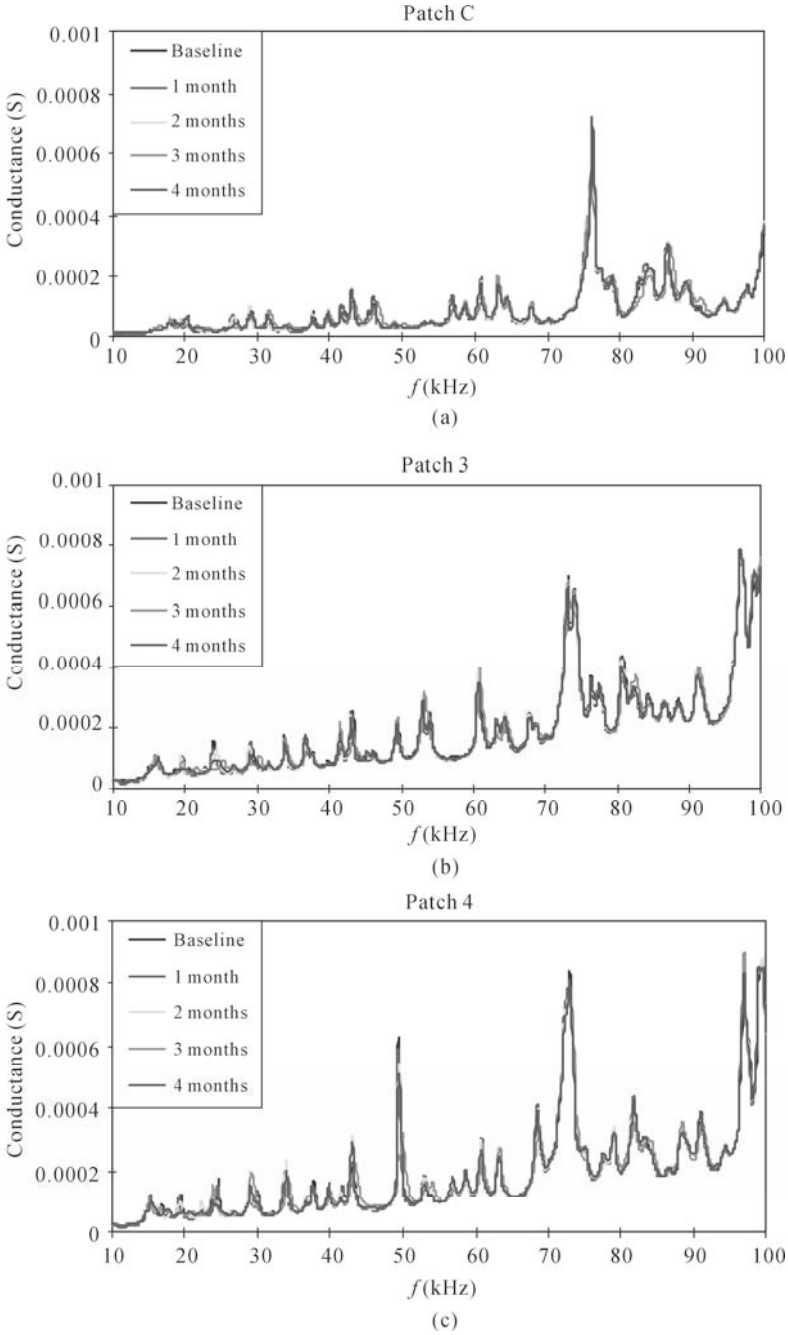 Patch C
0.001
0.0008
0.0006
0.0004
0.0002
0
Conductance (S)
Baseline
1 month
2 months
3 months
4 months
10 20 30 40 50 60 70 80 90 100
f (kHz)
(a)
Patch 3
0.001
0.0008
0.0006
0.0004
0.0002
0
Conductance (S)
Baseline
1 month
2 months
3 months
4 months
10 20 30 40 50 60 70 80 90 100
f (kHz)
(b)
Patch 4
0.001
0.0008
0.0006
0.0004
0.0002
0
Conductance (S)
Baseline
1 month
2 months
3 months
4 months
10 20 30 40 50 60 70 80 90 100
f (kHz)
(c)